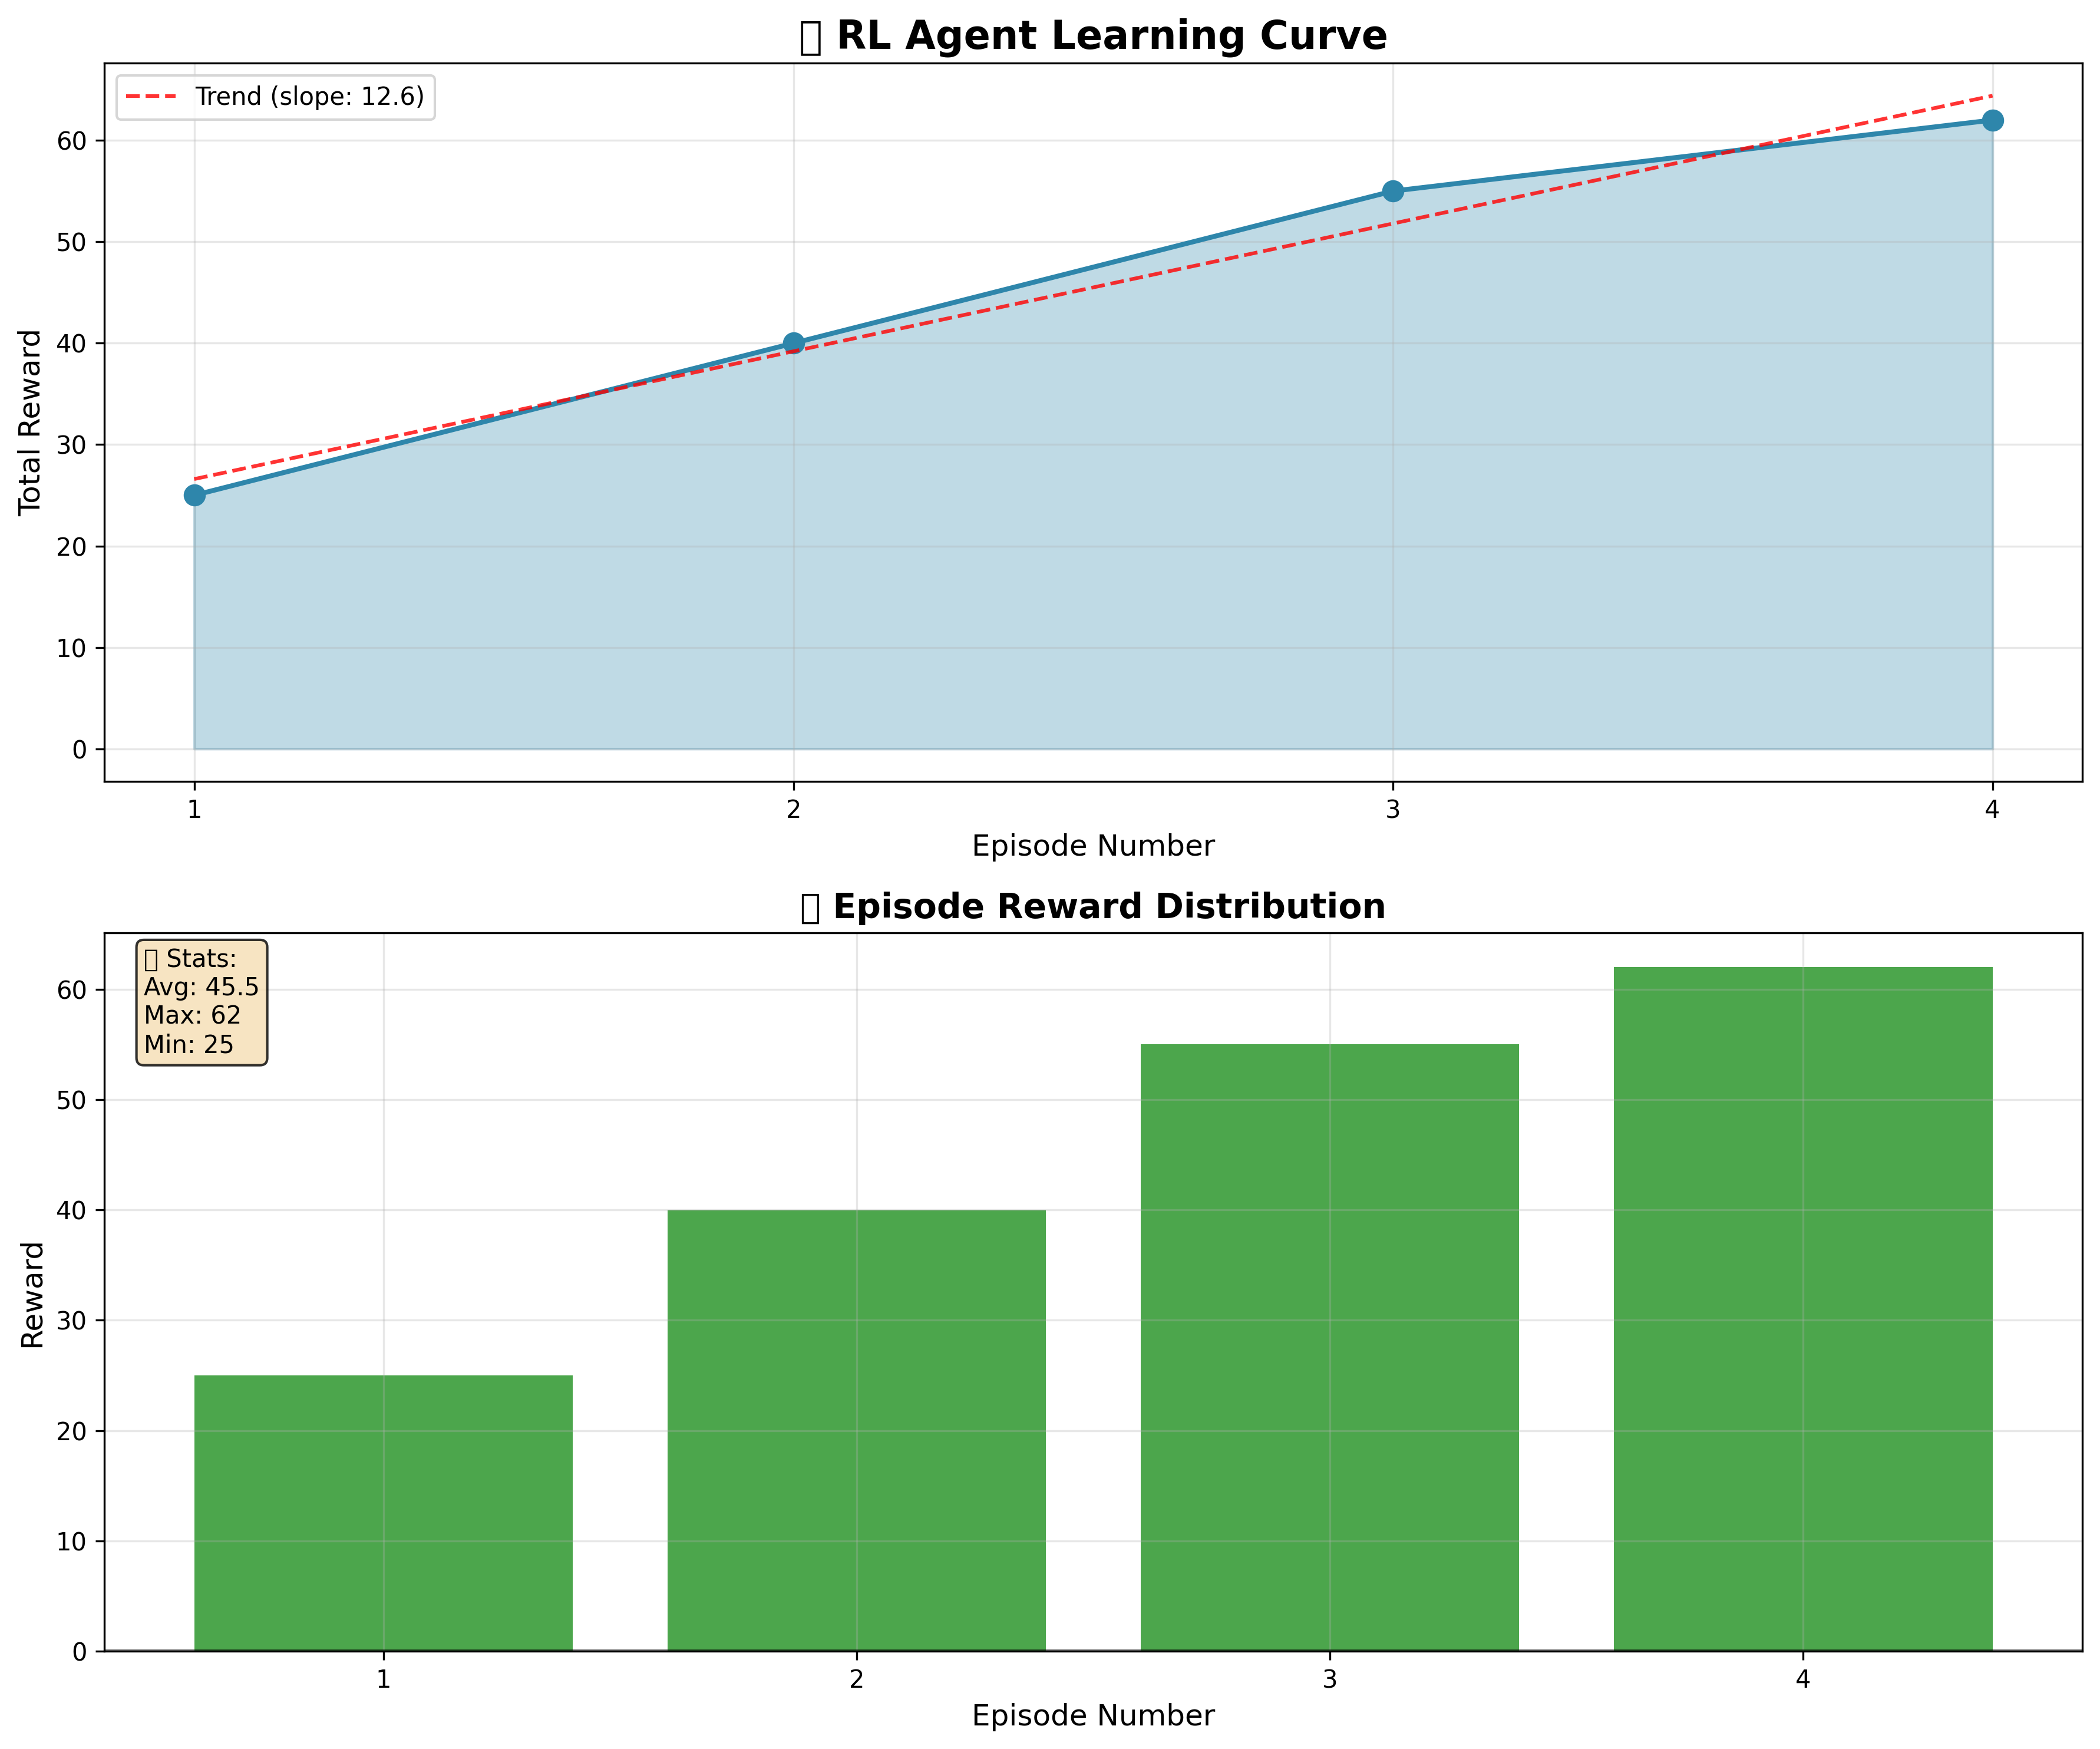 ▯ RL Agent Learning Curve
Trend (slope: 12.6)
60
50
40
30
20
10
0
Total Reward
1 2 3 4
Episode Number
▯ Episode Reward Distribution
▯ Stats:
Avg: 45.5
Max: 62
Min: 25
60
50
40
30
20
10
0
Reward
1 2 3 4
Episode Number